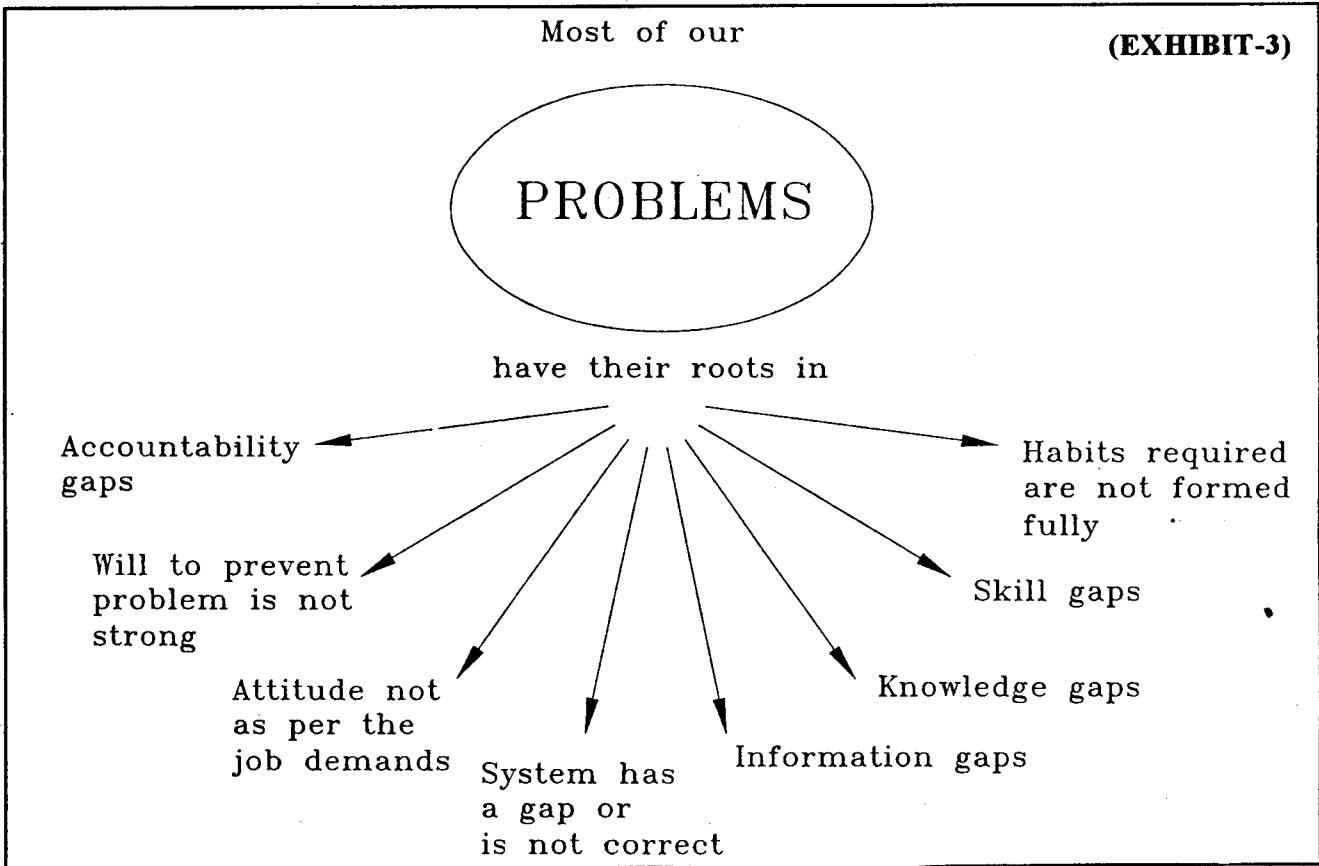 Most of our
(EXHIBIT-3)
PROBLEMS
have their roots in
Accountability
gaps
Will to prevent
problem is not
strong
Attitude not
as per the
job demands
System has
a gap or
is not correct
Information gaps
Knowledge gaps
Skill gaps
Habits required
are not formed
fully